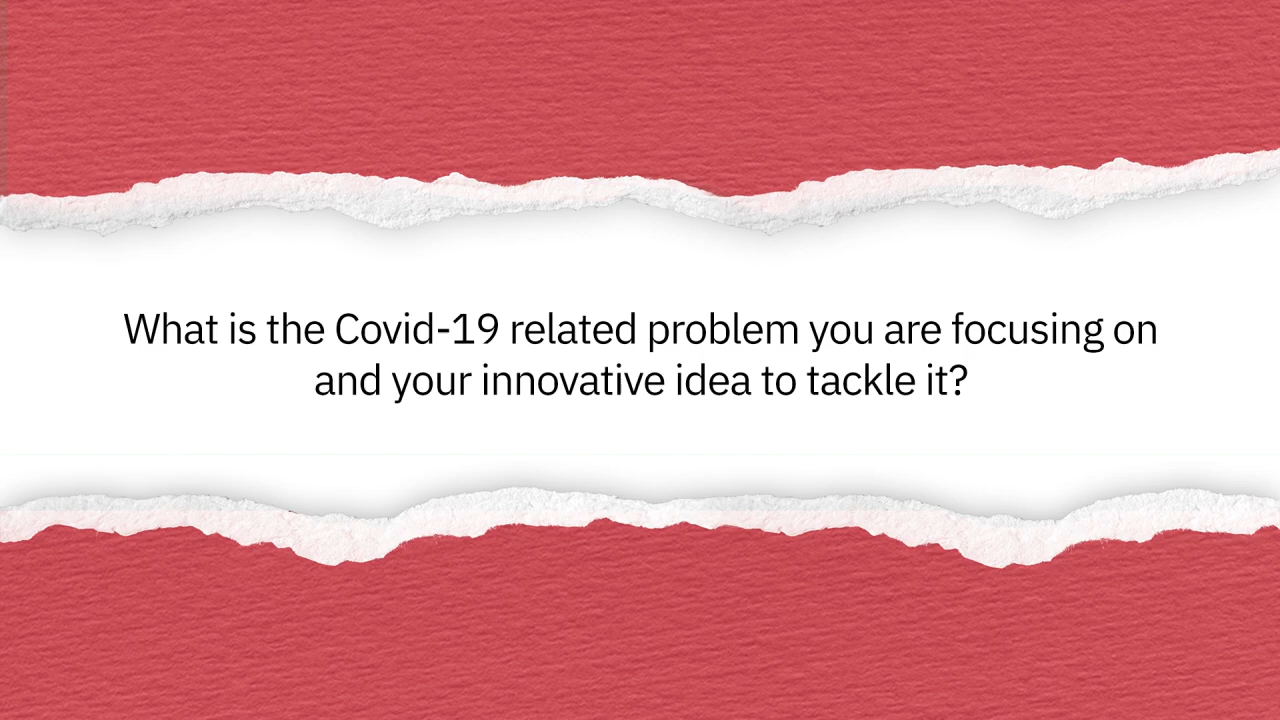 What is the Covid-19 related problem you are focusing on
and your innovative idea to tackle it?